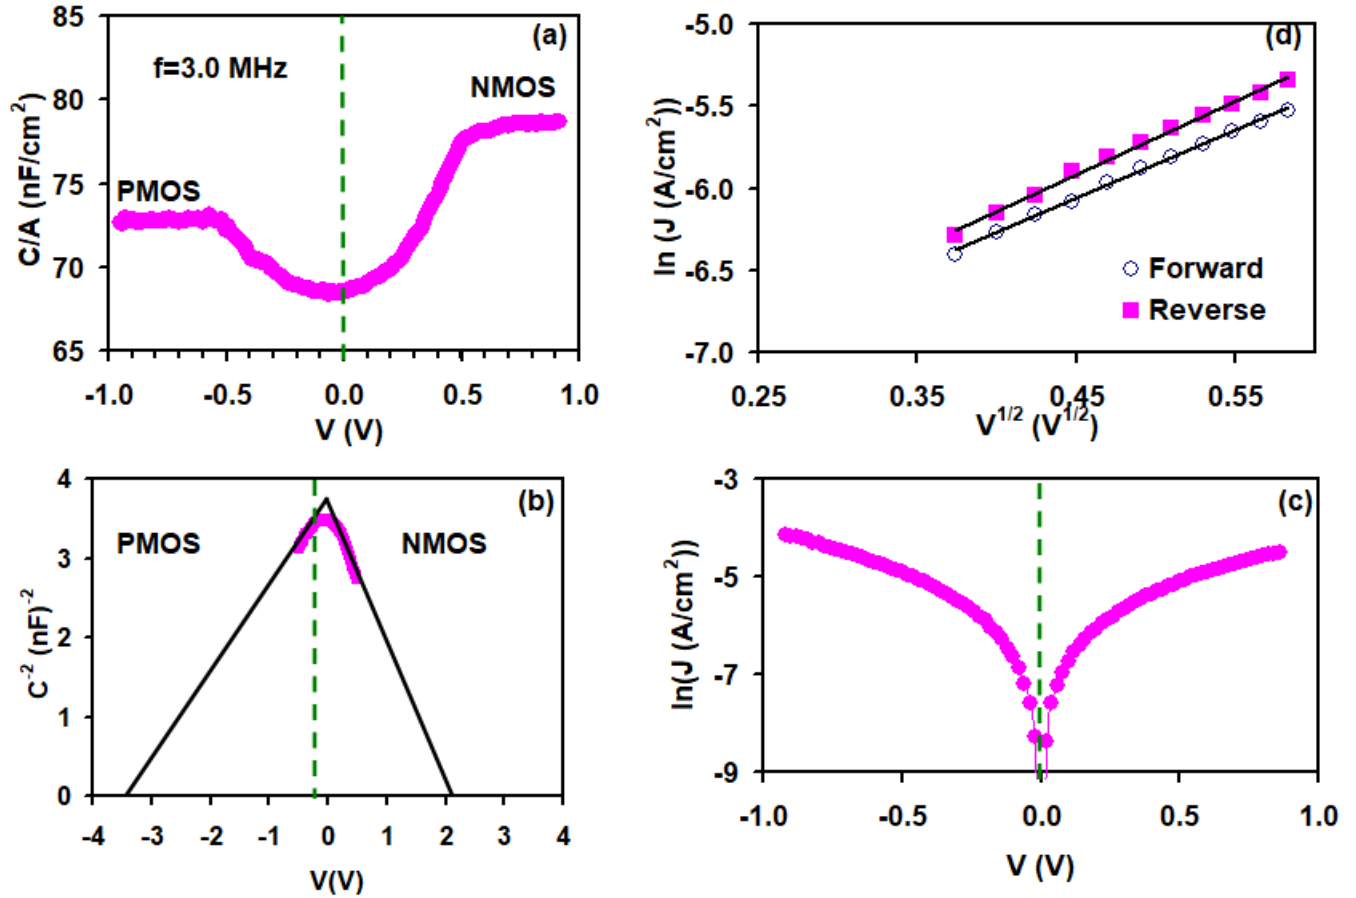 (a)
f=3.0 MHz
NMOS
PMOS
85
80
75
70
65
C/A (nF/cm²)
-1.0 -0.5 0.0 0.5 1.0
V (V)
(d)
-5.0
-5.5
-6.0
-6.5
-7.0
ln (J (A/cm²))
Forward
Reverse
0.25 0.35 0.45 0.55
V^1/2 (V^1/2)
(b)
PMOS NMOS
4
3
2
1
0
C^-2 (nF)^-2
-4 -3 -2 -1 0 1 2 3 4
V(V)
(c)
-3
-5
-7
-9
ln(J (A/cm²))
-1.0 -0.5 0.0 0.5 1.0
V (V)